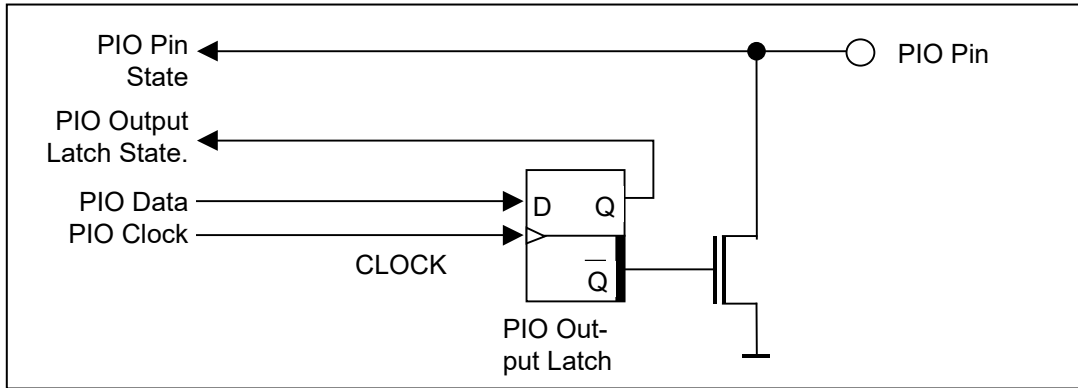 PIO Pin
State
PIO Pin
PIO Output
Latch State.
PIO Data
PIO Clock
D Q
CLOCK
Q̅
PIO Out-
put Latch